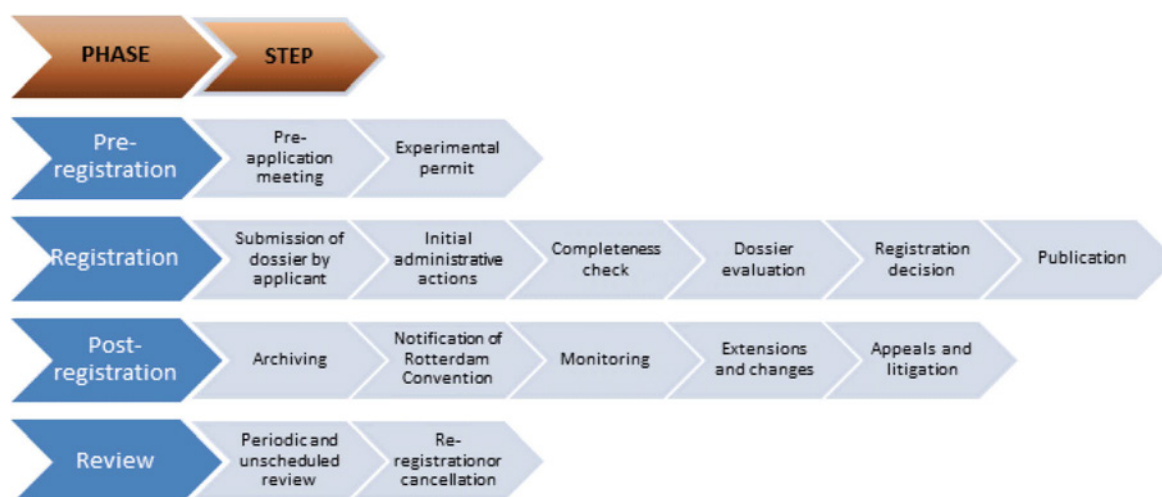 PHASE
STEP
Pre-
registration
Pre-
application
meeting
Experimental
permit
Registration
Submission of
dossier by
applicant
Initial
administrative
actions
Completeness
check
Dossier
evaluation
Registration
decision
Publication
Post-
registration
Archiving
Notification of
Rotterdam
Convention
Monitoring
Extensions
and changes
Appeals and
litigation
Review
Periodic and
unscheduled
review
Re-
registrationor
cancellation